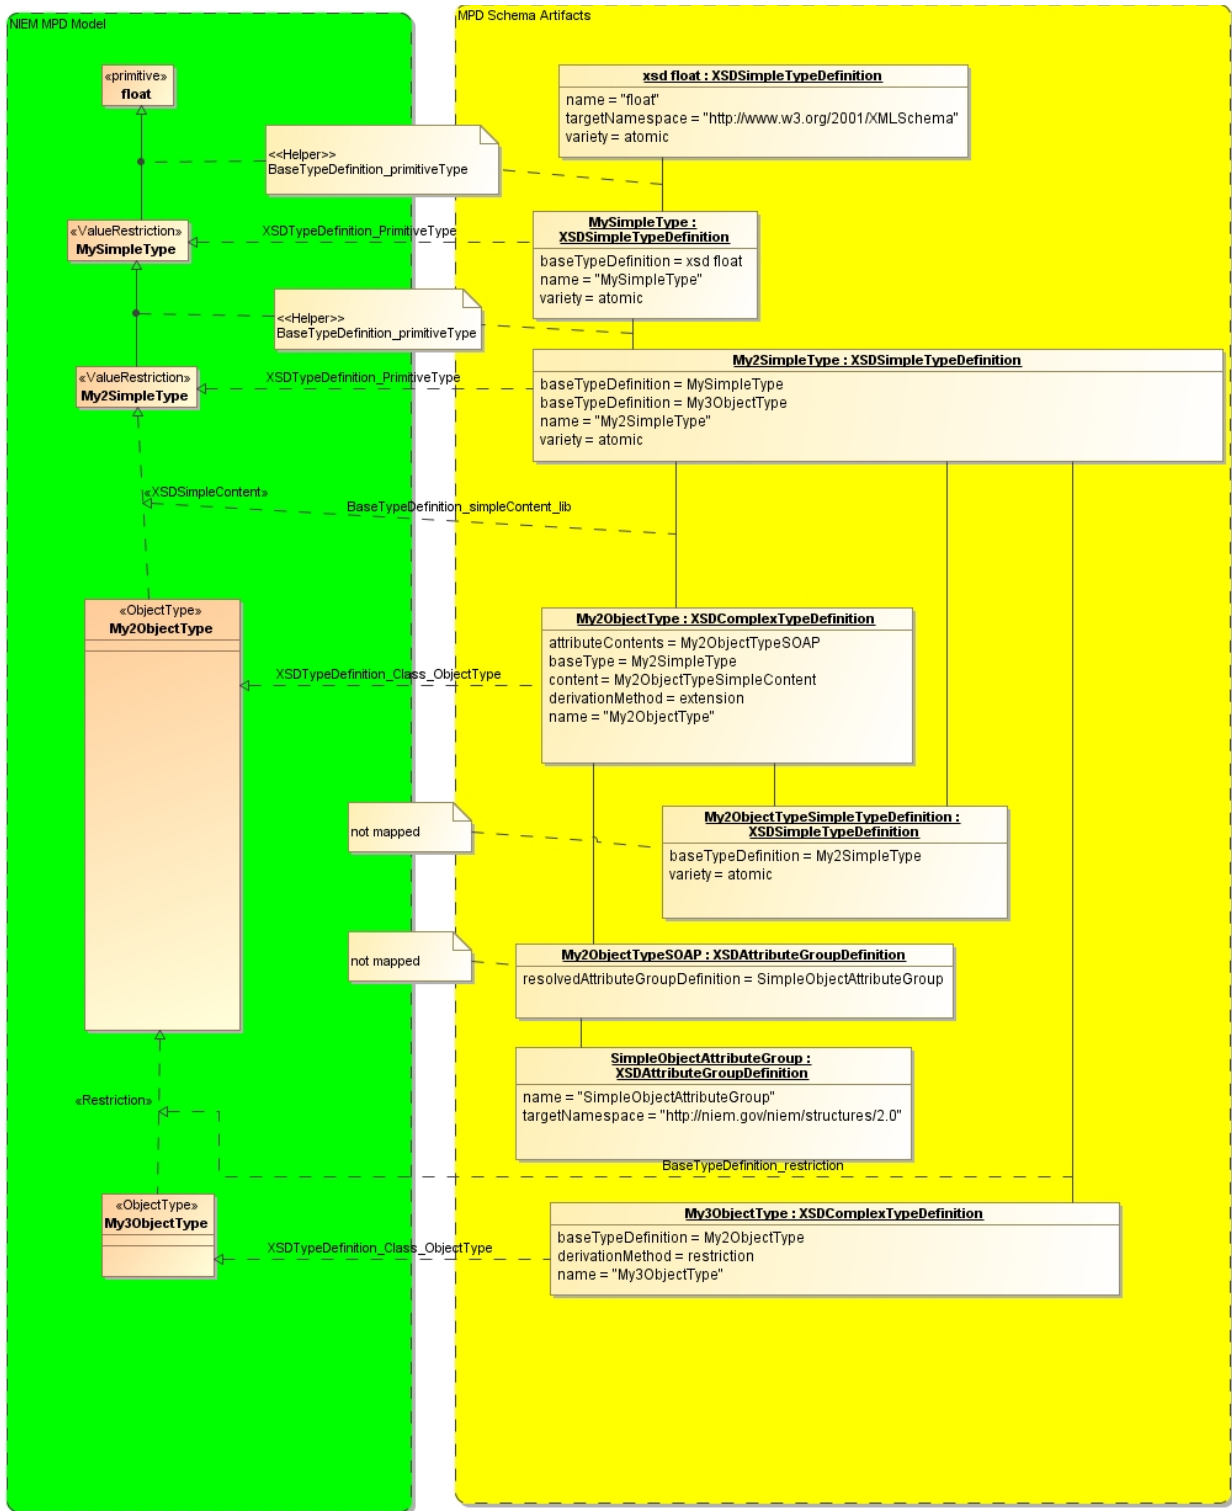 NIEM MPD Model
MPD Schema Artifacts
«primitive»
float
xsd float : XSDSimpleTypeDefinition
name = "float"
targetNamespace = "http://www.w3.org/2001/XMLSchema"
variety = atomic
<<Helper>>
BaseTypeDefinition_primitiveType
«ValueRestriction»
MySimpleType
XSDTypeDefinition_PrimitiveType
MySimpleType :
XSDSimpleTypeDefinition
baseTypeDefinition = xsd float
name = "MySimpleType"
variety = atomic
<<Helper>>
BaseTypeDefinition_primitiveType
«ValueRestriction»
My2SimpleType
XSDTypeDefinition_PrimitiveType
My2SimpleType : XSDSimpleTypeDefinition
baseTypeDefinition = MySimpleType
baseTypeDefinition = My3ObjectType
name = "My2SimpleType"
variety = atomic
«XSDSimpleContent»
BaseTypeDefinition_simpleContent_lib
«ObjectType»
My2ObjectType
XSDTypeDefinition_Class_ObjectType
My2ObjectType : XSDComplexTypeDefinition
attributeContents = My2ObjectTypeSOAP
baseType = My2SimpleType
content = My2ObjectTypeSimpleContent
derivationMethod = extension
name = "My2ObjectType"
not mapped
My2ObjectTypeSimpleTypeDefinition :
XSDSimpleTypeDefinition
baseTypeDefinition = My2SimpleType
variety = atomic
not mapped
My2ObjectTypeSOAP : XSDAttributeGroupDefinition
resolvedAttributeGroupDefinition = SimpleObjectAttributeGroup
SimpleObjectAttributeGroup :
XSDAttributeGroupDefinition
name = "SimpleObjectAttributeGroup"
targetNamespace = "http://niem.gov/niem/structures/2.0"
«Restriction»
BaseTypeDefinition_restriction
«ObjectType»
My3ObjectType
XSDTypeDefinition_Class_ObjectType
My3ObjectType : XSDComplexTypeDefinition
baseTypeDefinition = My2ObjectType
derivationMethod = restriction
name = "My3ObjectType"